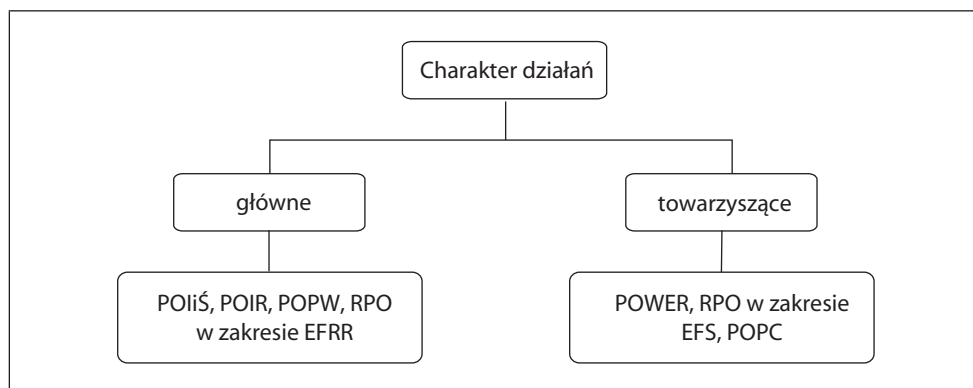 Charakter działań
główne
towarzyszące
POIiŚ, POIR, POPW, RPO
w zakresie EFRR
POWER, RPO w zakresie
EFS, POPC